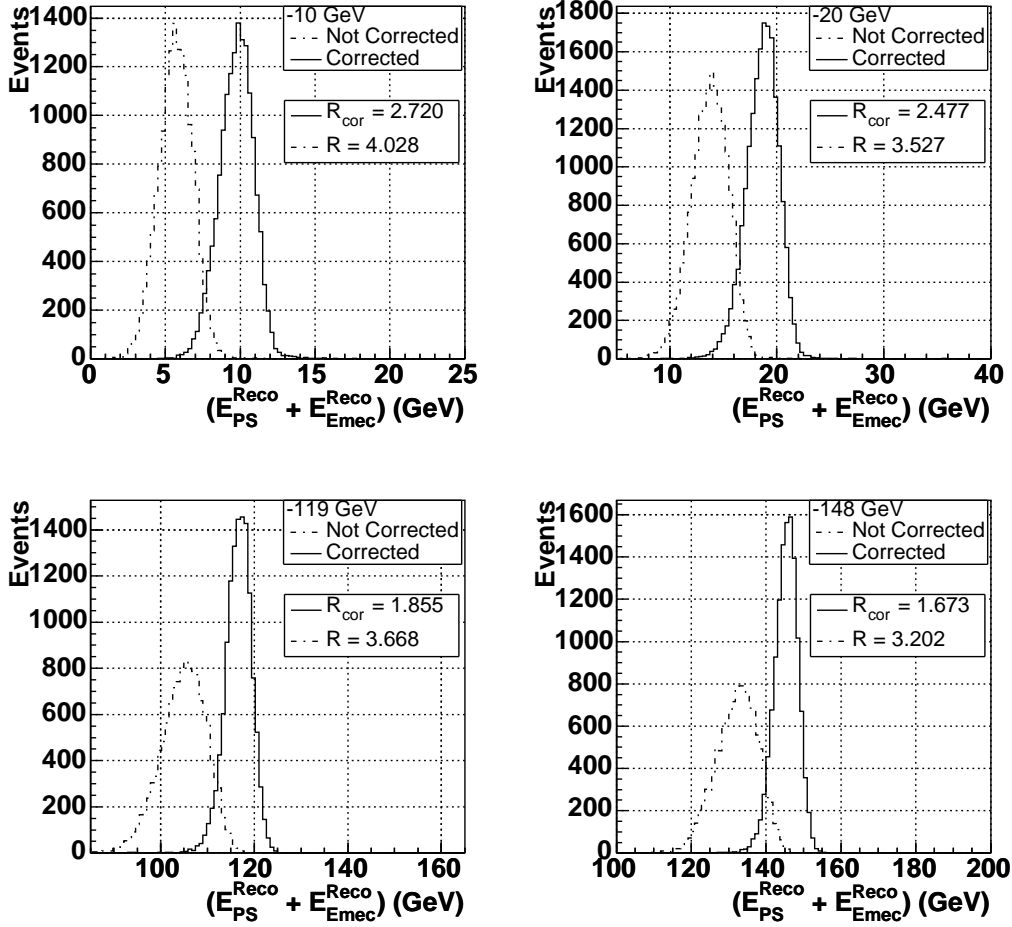 -10 GeV
Not Corrected
Corrected
R_cor = 2.720
R = 4.028
Events
1400
1200
1000
800
600
400
200
0
0 5 10 15 20 25
(E_PS^Reco + E_Emec^Reco) (GeV)
-20 GeV
Not Corrected
Corrected
R_cor = 2.477
R = 3.527
Events
1800
1600
1400
1200
1000
800
600
400
200
0
10 20 30 40
(E_PS^Reco + E_Emec^Reco) (GeV)
-119 GeV
Not Corrected
Corrected
R_cor = 1.855
R = 3.668
Events
1400
1200
1000
800
600
400
200
0
100 120 140 160
(E_PS^Reco + E_Emec^Reco) (GeV)
-148 GeV
Not Corrected
Corrected
R_cor = 1.673
R = 3.202
Events
1600
1400
1200
1000
800
600
400
200
0
100 120 140 160 180 200
(E_PS^Reco + E_Emec^Reco) (GeV)